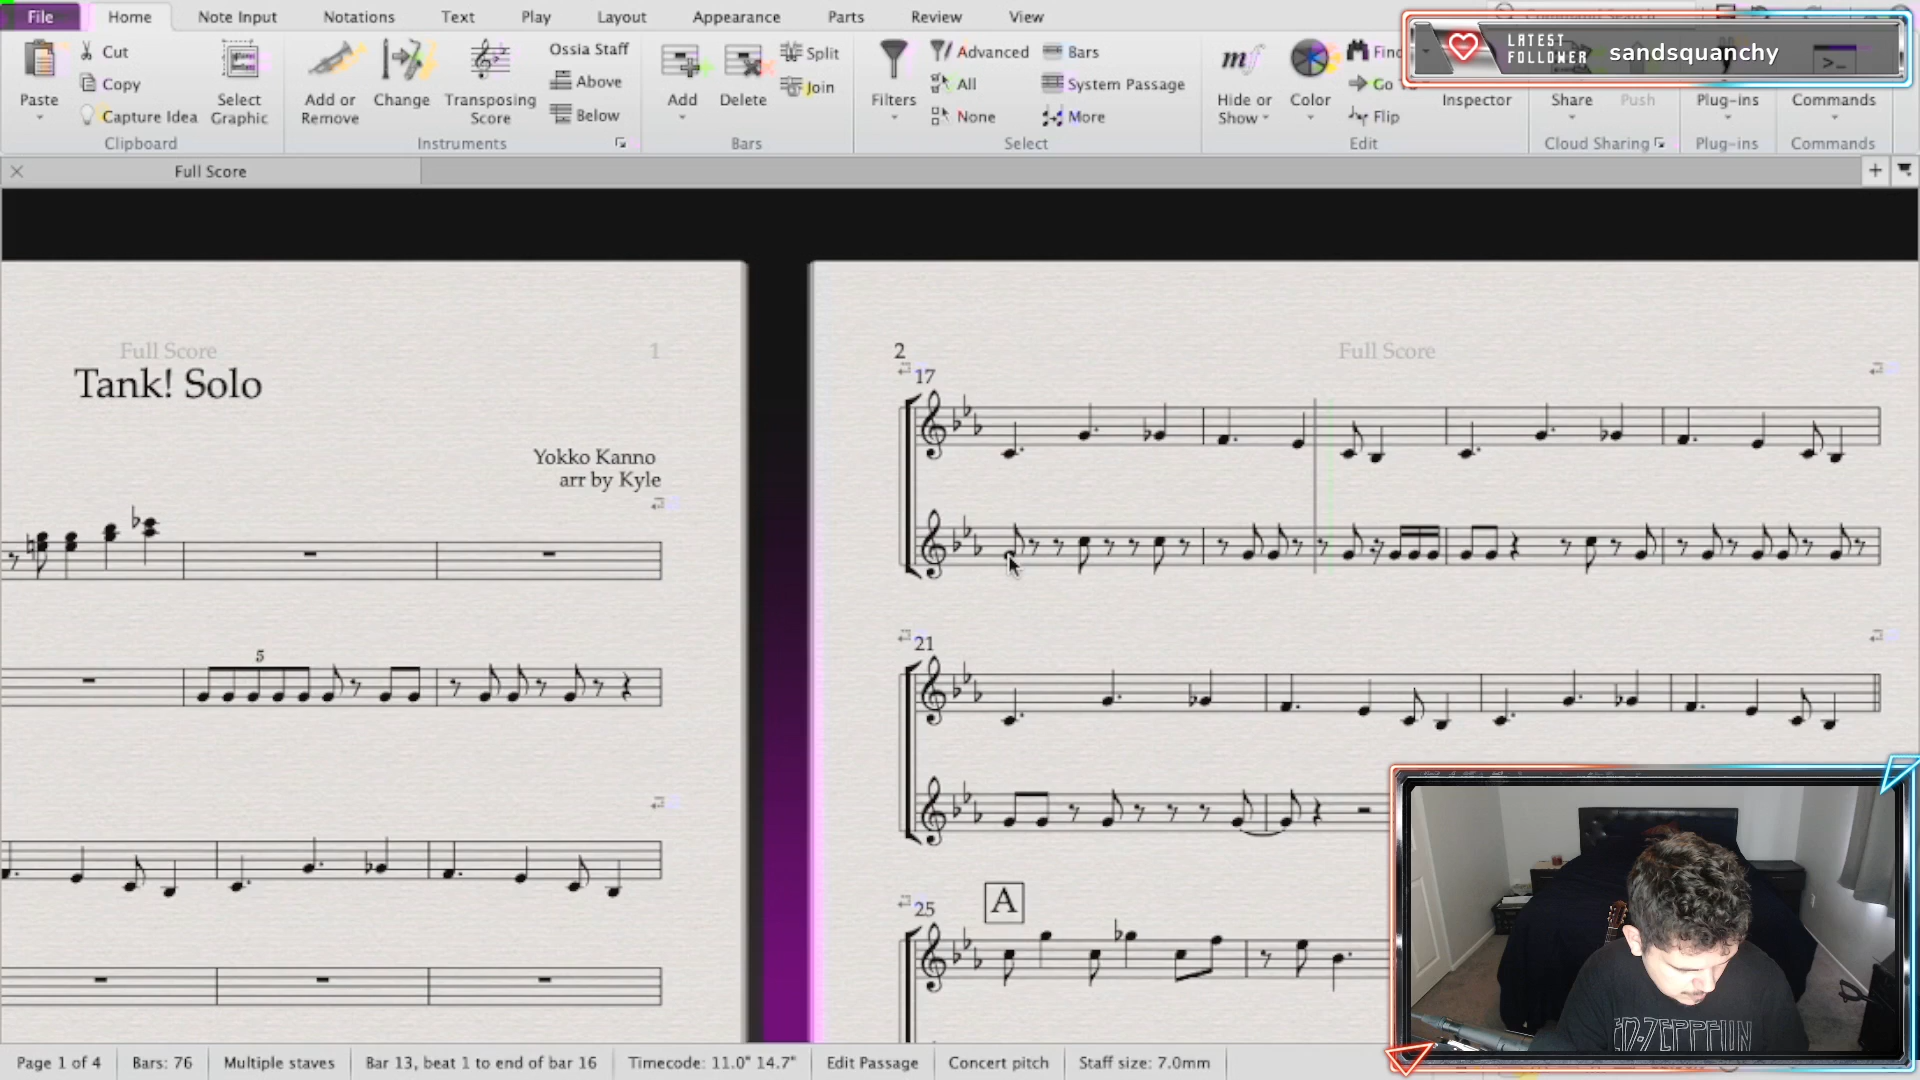 File Home Note Input Notations Text Play Layout Appearance Parts Review View
LATEST FOLLOWER sandsquanchy
Paste
Cut
Copy
Capture Idea
Select Graphic
Clipboard
Add or Remove
Change
Transposing Score
Ossia Staff
Above
Below
Instruments
Add
Delete
Split
Join
Bars
Filters
Advanced
All
None
Bars
System Passage
More
Select
Hide or Show
Color
Find
Go To
Flip
Edit
Inspector
Share
Push
Cloud Sharing
Plug-ins
Plug-ins
Commands
Commands
Full Score
Full Score 1
Tank! Solo
Yokko Kanno
arr by Kyle
5
2 Full Score
17
21
A
25
LED-ZEPPELIN
Page 1 of 4 Bars: 76 Multiple staves Bar 13, beat 1 to end of bar 16 Timecode: 11.0" 14.7" Edit Passage Concert pitch Staff size: 7.0mm